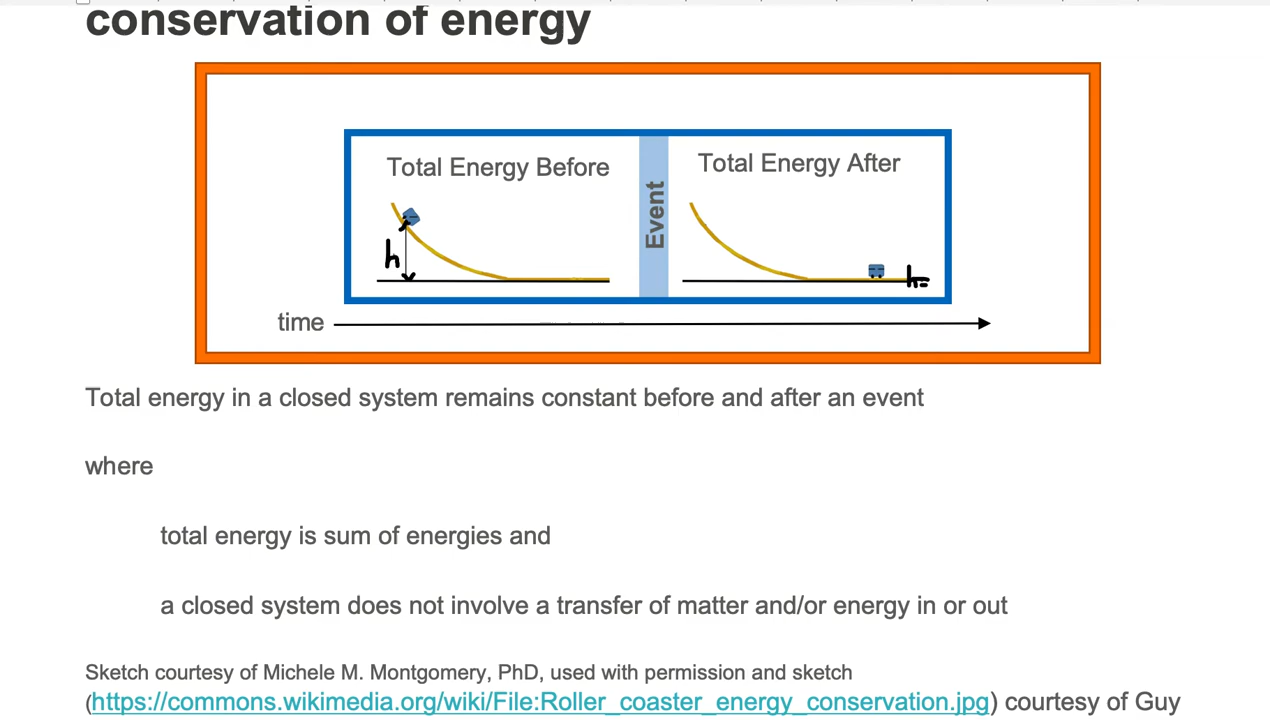 conservation of energy
Total Energy Before
Event
Total Energy After
h
h=
time
Total energy in a closed system remains constant before and after an event
where
total energy is sum of energies and
a closed system does not involve a transfer of matter and/or energy in or out
Sketch courtesy of Michele M. Montgomery, PhD, used with permission and sketch
(https://commons.wikimedia.org/wiki/File:Roller_coaster_energy_conservation.jpg) courtesy of Guy